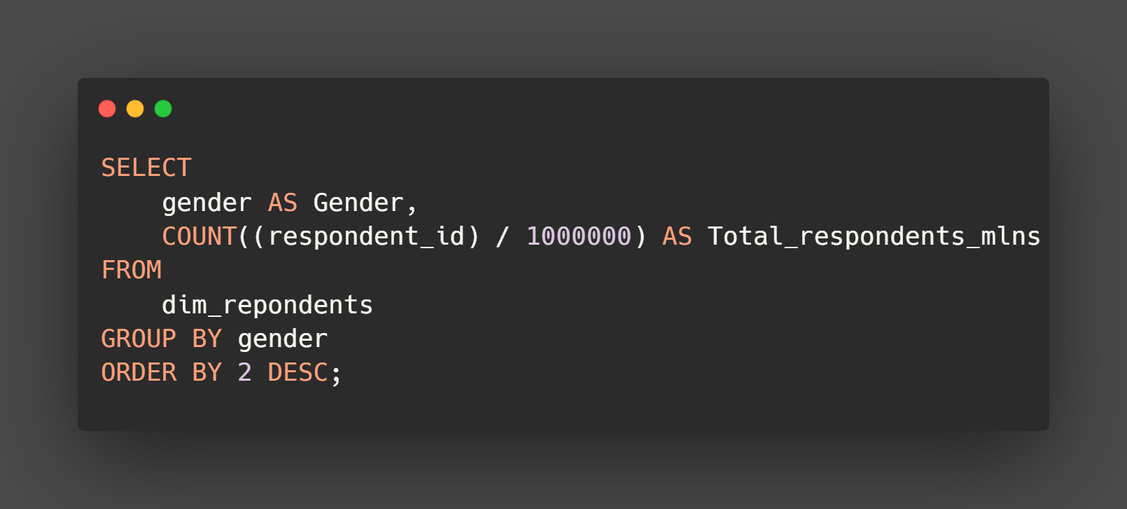 SELECT
    gender AS Gender,
    COUNT((respondent_id) / 1000000) AS Total_respondents_mlns
FROM
    dim_repondents
GROUP BY gender
ORDER BY 2 DESC;